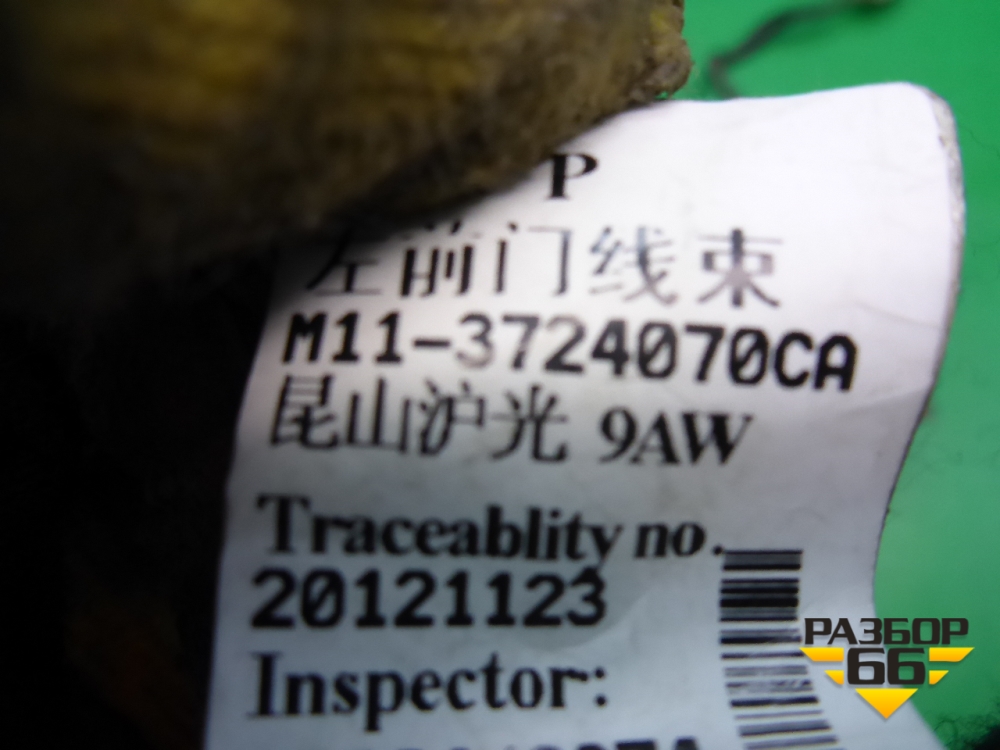 P
左前门线束
M11-3724070CA
昆山沪光 9AW
Traceablity no.
20121123
Inspector:
РАЗБОР
66